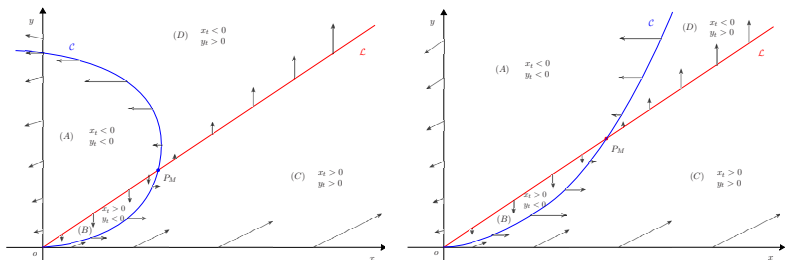 y
(D) x_t < 0
y_t > 0
C
L
(A) x_t < 0
y_t < 0
P_M
(C) x_t > 0
y_t > 0
x_t > 0
y_t < 0
(B)
o
x
y
C
(D) x_t < 0
y_t > 0
L
(A) x_t < 0
y_t < 0
P_M
(C) x_t > 0
y_t > 0
x_t > 0
y_t < 0
(B)
o
x